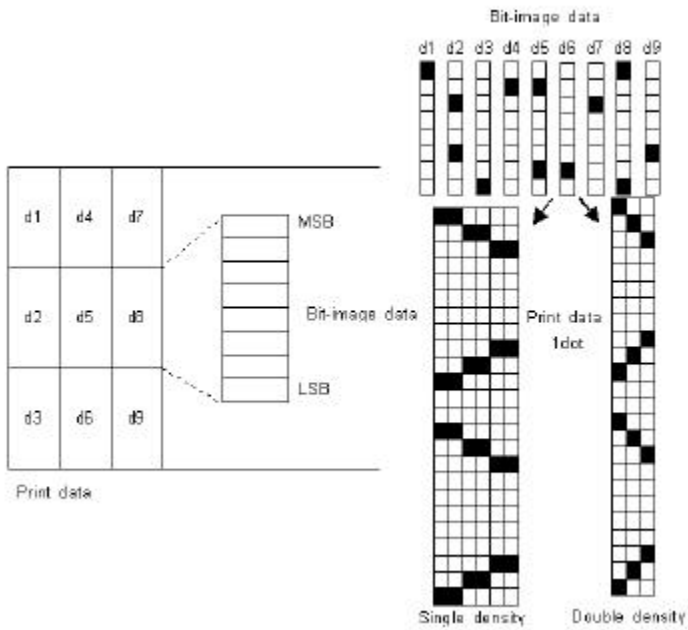 Bit-image data
d1 d2 d3 d4 d5 d6 d7 d8 d9
d1 d4 d7
d2 d5 d8
d3 d6 d9
MSB
Bit-image data
LSB
Print data
Print data
1dot
Single density
Double density